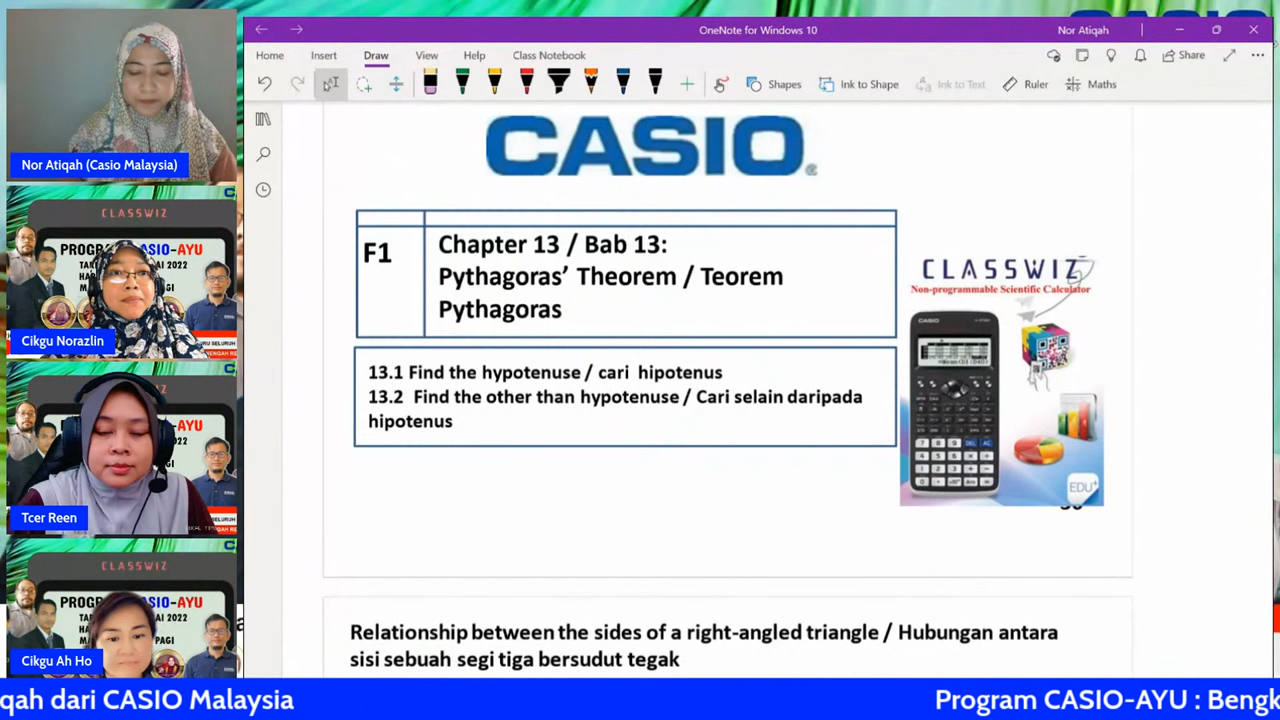 OneNote for Windows 10
Nor Atiqah
Home
Insert
Draw
View
Help
Class Notebook
Share
Shapes
Ink to Shape
Ink to Text
Ruler
Maths
CASIO
F1
Chapter 13 / Bab 13:
Pythagoras' Theorem / Teorem
Pythagoras
13.1 Find the hypotenuse / cari hipotenus
13.2 Find the other than hypotenuse / Cari selain daripada
hipotenus
CLASSWIZ
Non-programmable Scientific Calculator
CASIO
EDU+
Relationship between the sides of a right-angled triangle / Hubungan antara
sisi sebuah segi tiga bersudut tegak
Nor Atiqah (Casio Malaysia)
CLASSWIZ
Cikgu Norazlin
Tcer Reen
CLASSWIZ
Cikgu Ah Ho
qah dari CASIO Malaysia
Program CASIO-AYU : Bengk